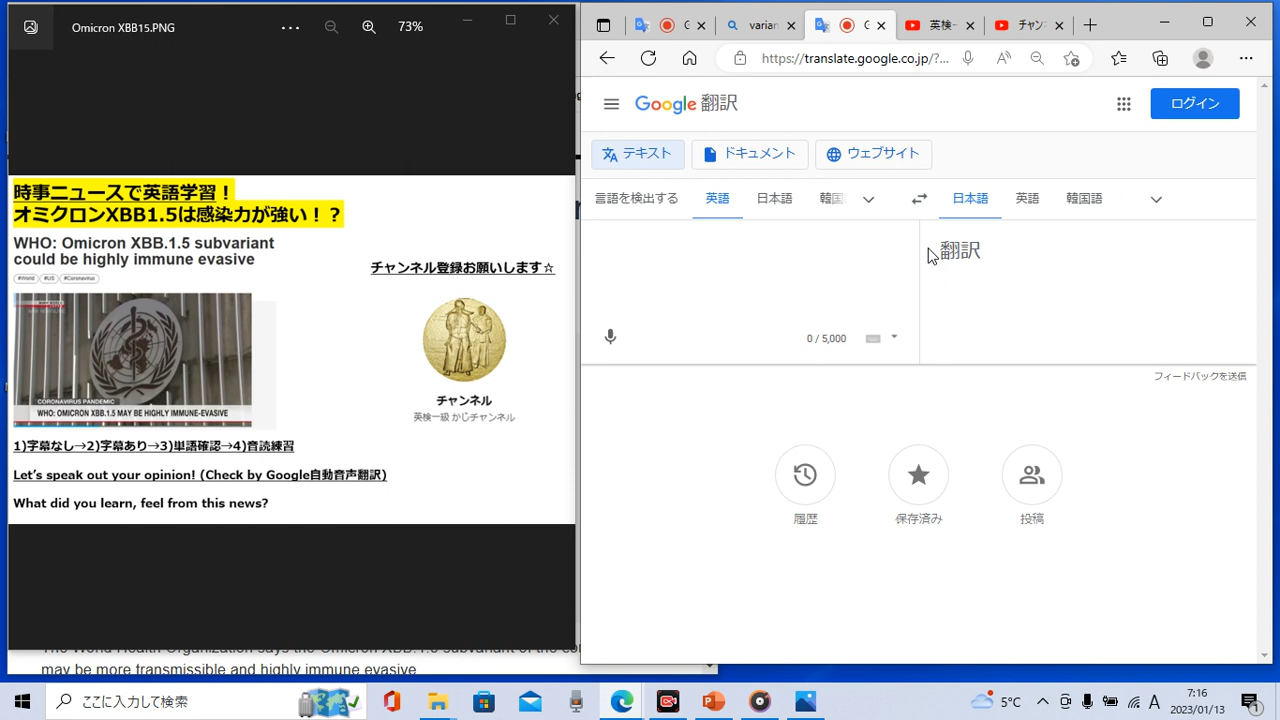 Omicron XBB15.PNG
73%
時事ニュースで英語学習！
オミクロンXBB1.5は感染力が強い！？
WHO: Omicron XBB.1.5 subvariant
could be highly immune evasive
#World #US #Coronavirus
チャンネル登録お願いします☆
CORONAVIRUS PANDEMIC
WHO: OMICRON XBB.1.5 MAY BE HIGHLY IMMUNE-EVASIVE
チャンネル
英検一級 かじチャンネル
1)字幕なし→2)字幕あり→3)単語確認→4)音読練習
Let's speak out your opinion! (Check by Google自動音声翻訳)
What did you learn, feel from this news?
may be more transmissible and highly immune evasive
G
varian
G
英検一
チャン
https://translate.google.co.jp/?...
Google 翻訳
ログイン
テキスト
ドキュメント
ウェブサイト
言語を検出する 英語 日本語 韓国 日本語 英語 韓国語
翻訳
0 / 5,000
フィードバックを送信
履歴
保存済み
投稿
ここに入力して検索
5°C
A
7:16
2023/01/13
1